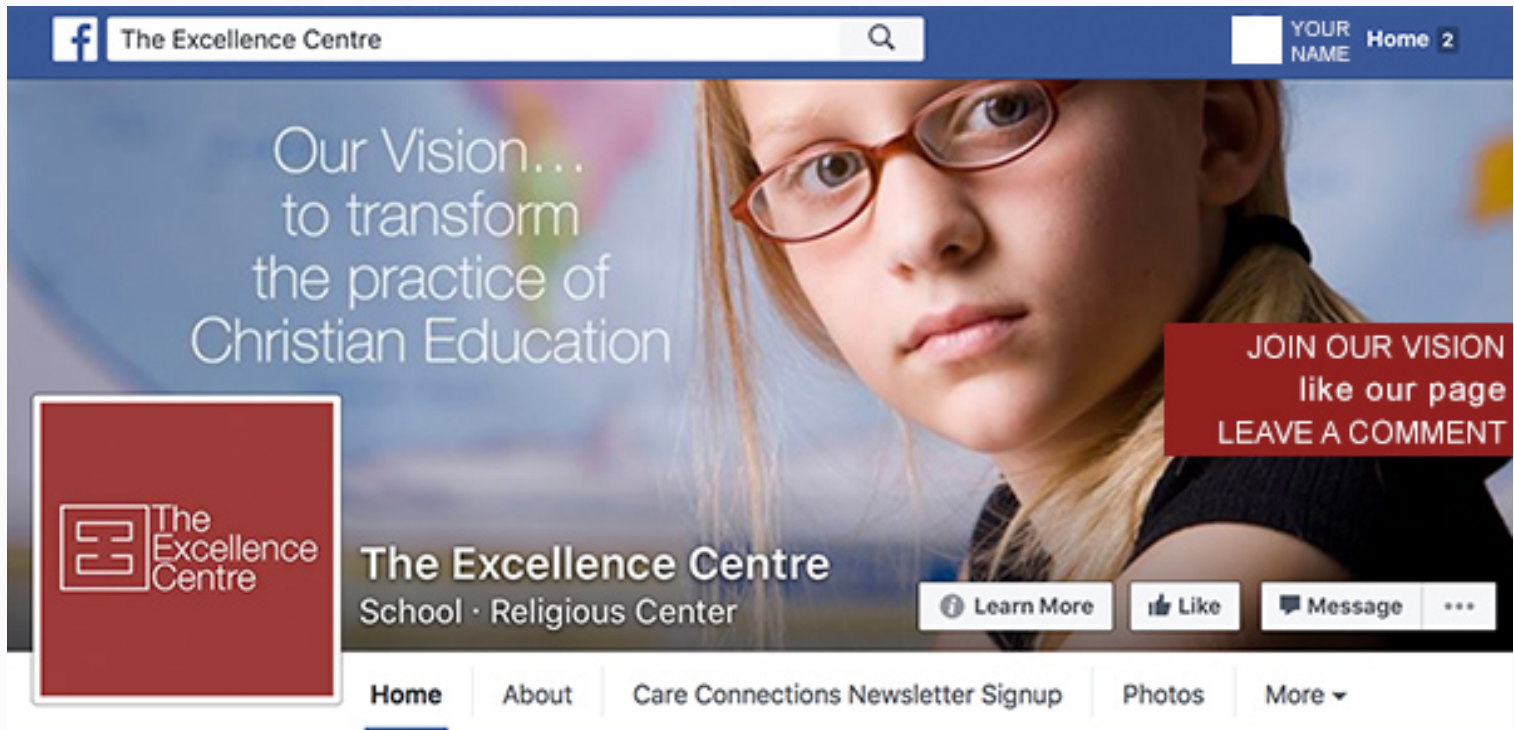 f The Excellence Centre
YOUR NAME
Home 2
Our Vision...
to transform
the practice of
Christian Education
JOIN OUR VISION
like our page
LEAVE A COMMENT
The
Excellence
Centre
The Excellence Centre
School · Religious Center
Learn More
Like
Message
Home
About
Care Connections Newsletter Signup
Photos
More